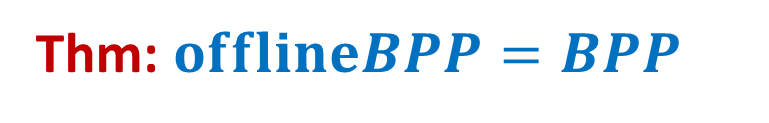 Thm: offlineBPP = BPP